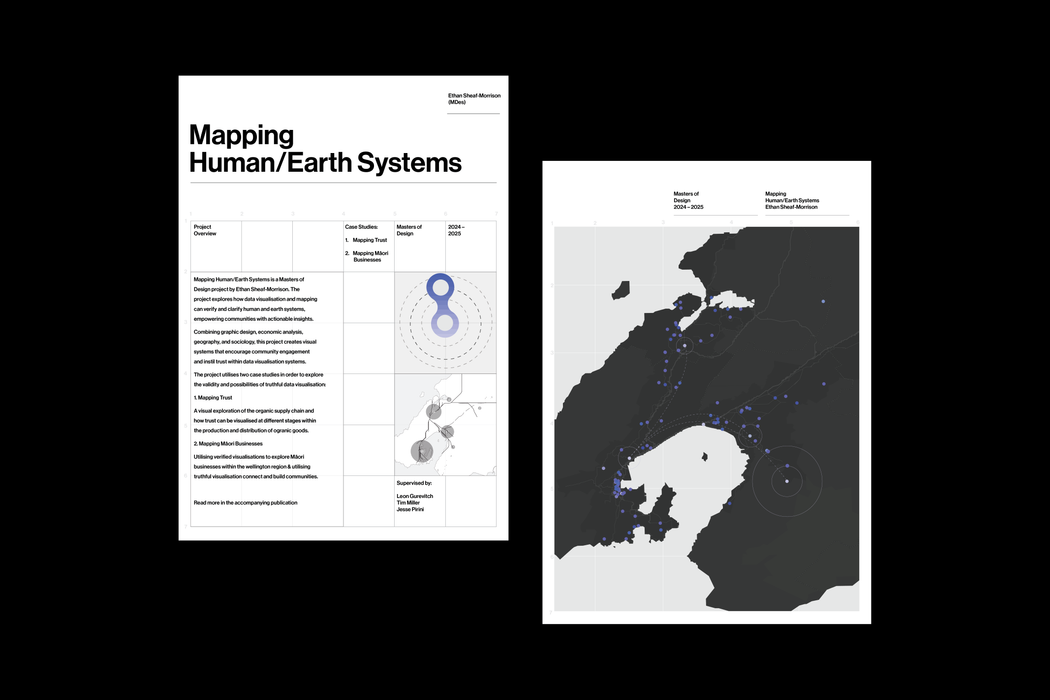 Ethan Sheaf-Morrison
(MDes)
Mapping
Human/Earth Systems
Project
Overview
Case Studies:
1. Mapping Trust
2. Mapping Māori
Businesses
Masters of
Design
2024 –
2025
Mapping Human/Earth Systems is a Masters of
Design project by Ethan Sheaf-Morrison. The
project explores how data visualisation and mapping
can verify and clarify human and earth systems,
empowering communities with actionable insights.
Combining graphic design, economic analysis,
geography, and sociology, this project creates visual
systems that encourage community engagement
and instil trust within data visualisation systems.
The project utilises two case studies in order to explore
the validity and possibilities of truthful data visualisation:
1. Mapping Trust
A visual exploration of the organic supply chain and
how trust can be visualised at different stages within
the production and distribution of ogranic goods.
2. Mapping Māori Businesses
Utilising verified visualisations to explore Māori
businesses within the wellington region & utilising
truthful visualisation connect and build communities.
Read more in the accompanying publication
Supervised by:
Leon Gurevitch
Tim Miller
Jesse Pirini
Masters of
Design
2024 – 2025
Mapping
Human/Earth Systems
Ethan Sheaf-Morrison